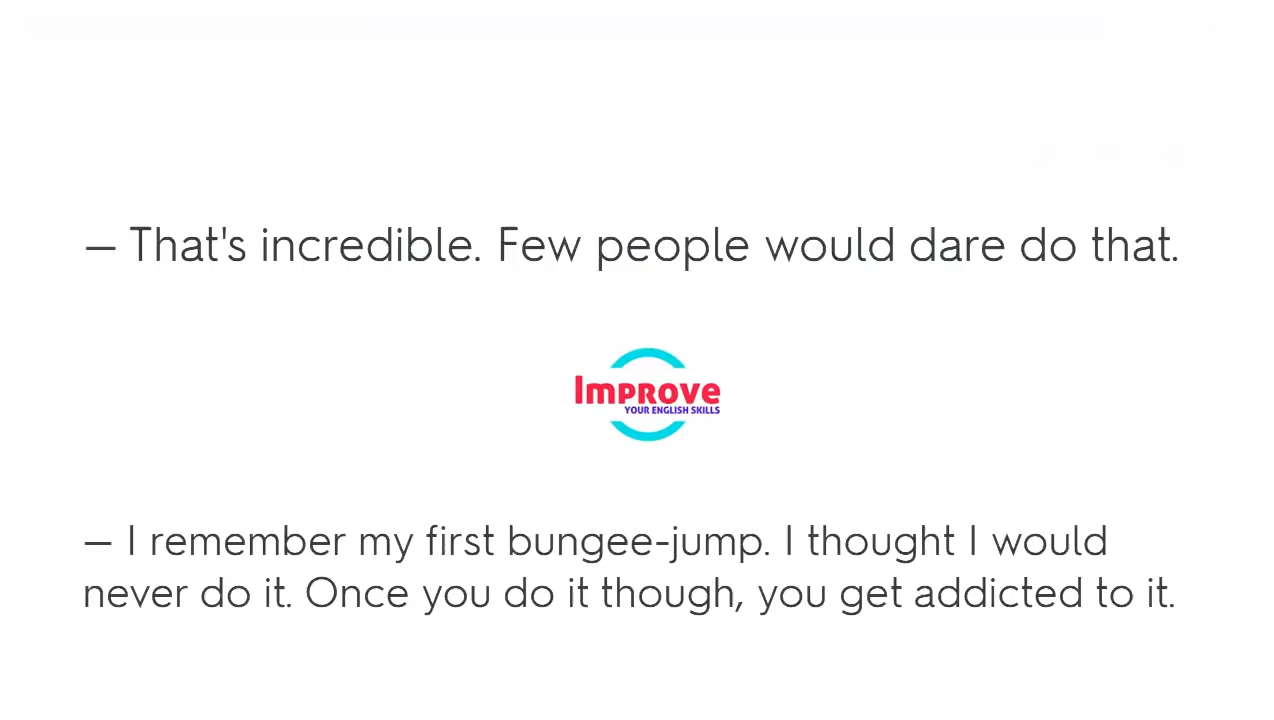 — That's incredible. Few people would dare do that.
IMPROVE
YOUR ENGLISH SKILLS
— I remember my first bungee-jump. I thought I would
never do it. Once you do it though, you get addicted to it.